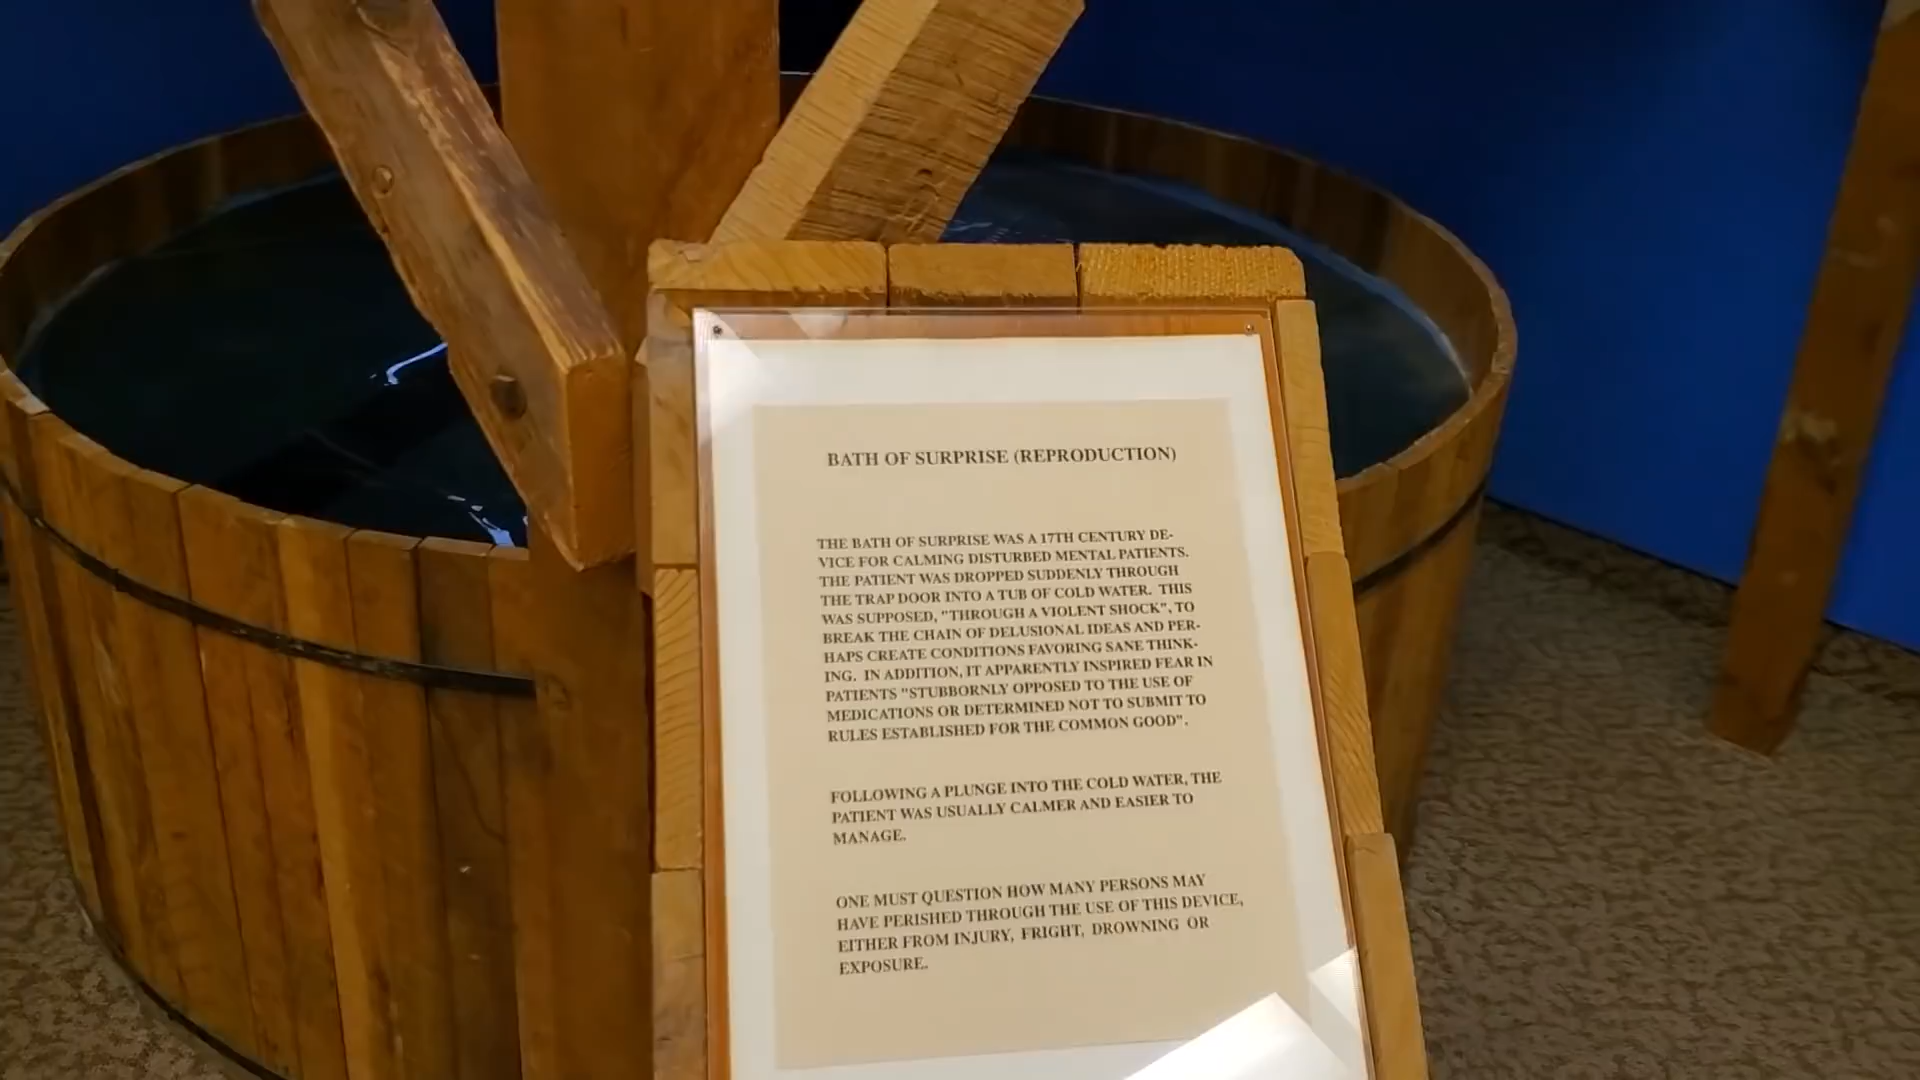 BATH OF SURPRISE (REPRODUCTION)
THE BATH OF SURPRISE WAS A 17TH CENTURY DE-
VICE FOR CALMING DISTURBED MENTAL PATIENTS.
THE PATIENT WAS DROPPED SUDDENLY THROUGH
THE TRAP DOOR INTO A TUB OF COLD WATER. THIS
WAS SUPPOSED, "THROUGH A VIOLENT SHOCK", TO
BREAK THE CHAIN OF DELUSIONAL IDEAS AND PER-
HAPS CREATE CONDITIONS FAVORING SANE THINK-
ING. IN ADDITION, IT APPARENTLY INSPIRED FEAR IN
PATIENTS "STUBBORNLY OPPOSED TO THE USE OF
MEDICATIONS OR DETERMINED NOT TO SUBMIT TO
RULES ESTABLISHED FOR THE COMMON GOOD".
FOLLOWING A PLUNGE INTO THE COLD WATER, THE
PATIENT WAS USUALLY CALMER AND EASIER TO
MANAGE.
ONE MUST QUESTION HOW MANY PERSONS MAY
HAVE PERISHED THROUGH THE USE OF THIS DEVICE,
EITHER FROM INJURY, FRIGHT, DROWNING OR
EXPOSURE.